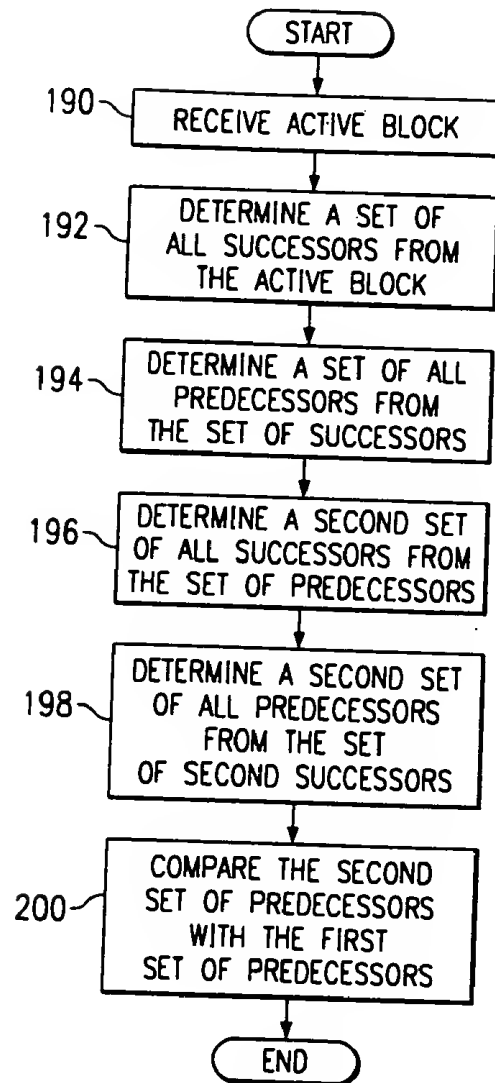 START
190
RECEIVE ACTIVE BLOCK
192
DETERMINE A SET OF
ALL SUCCESSORS FROM
THE ACTIVE BLOCK
194
DETERMINE A SET OF ALL
PREDECESSORS FROM
THE SET OF SUCCESSORS
196
DETERMINE A SECOND SET
OF ALL SUCCESSORS FROM
THE SET OF PREDECESSORS
198
DETERMINE A SECOND SET
OF ALL PREDECESSORS
FROM THE SET
OF SECOND SUCCESSORS
200
COMPARE THE SECOND
SET OF PREDECESSORS
WITH THE FIRST
SET OF PREDECESSORS
END